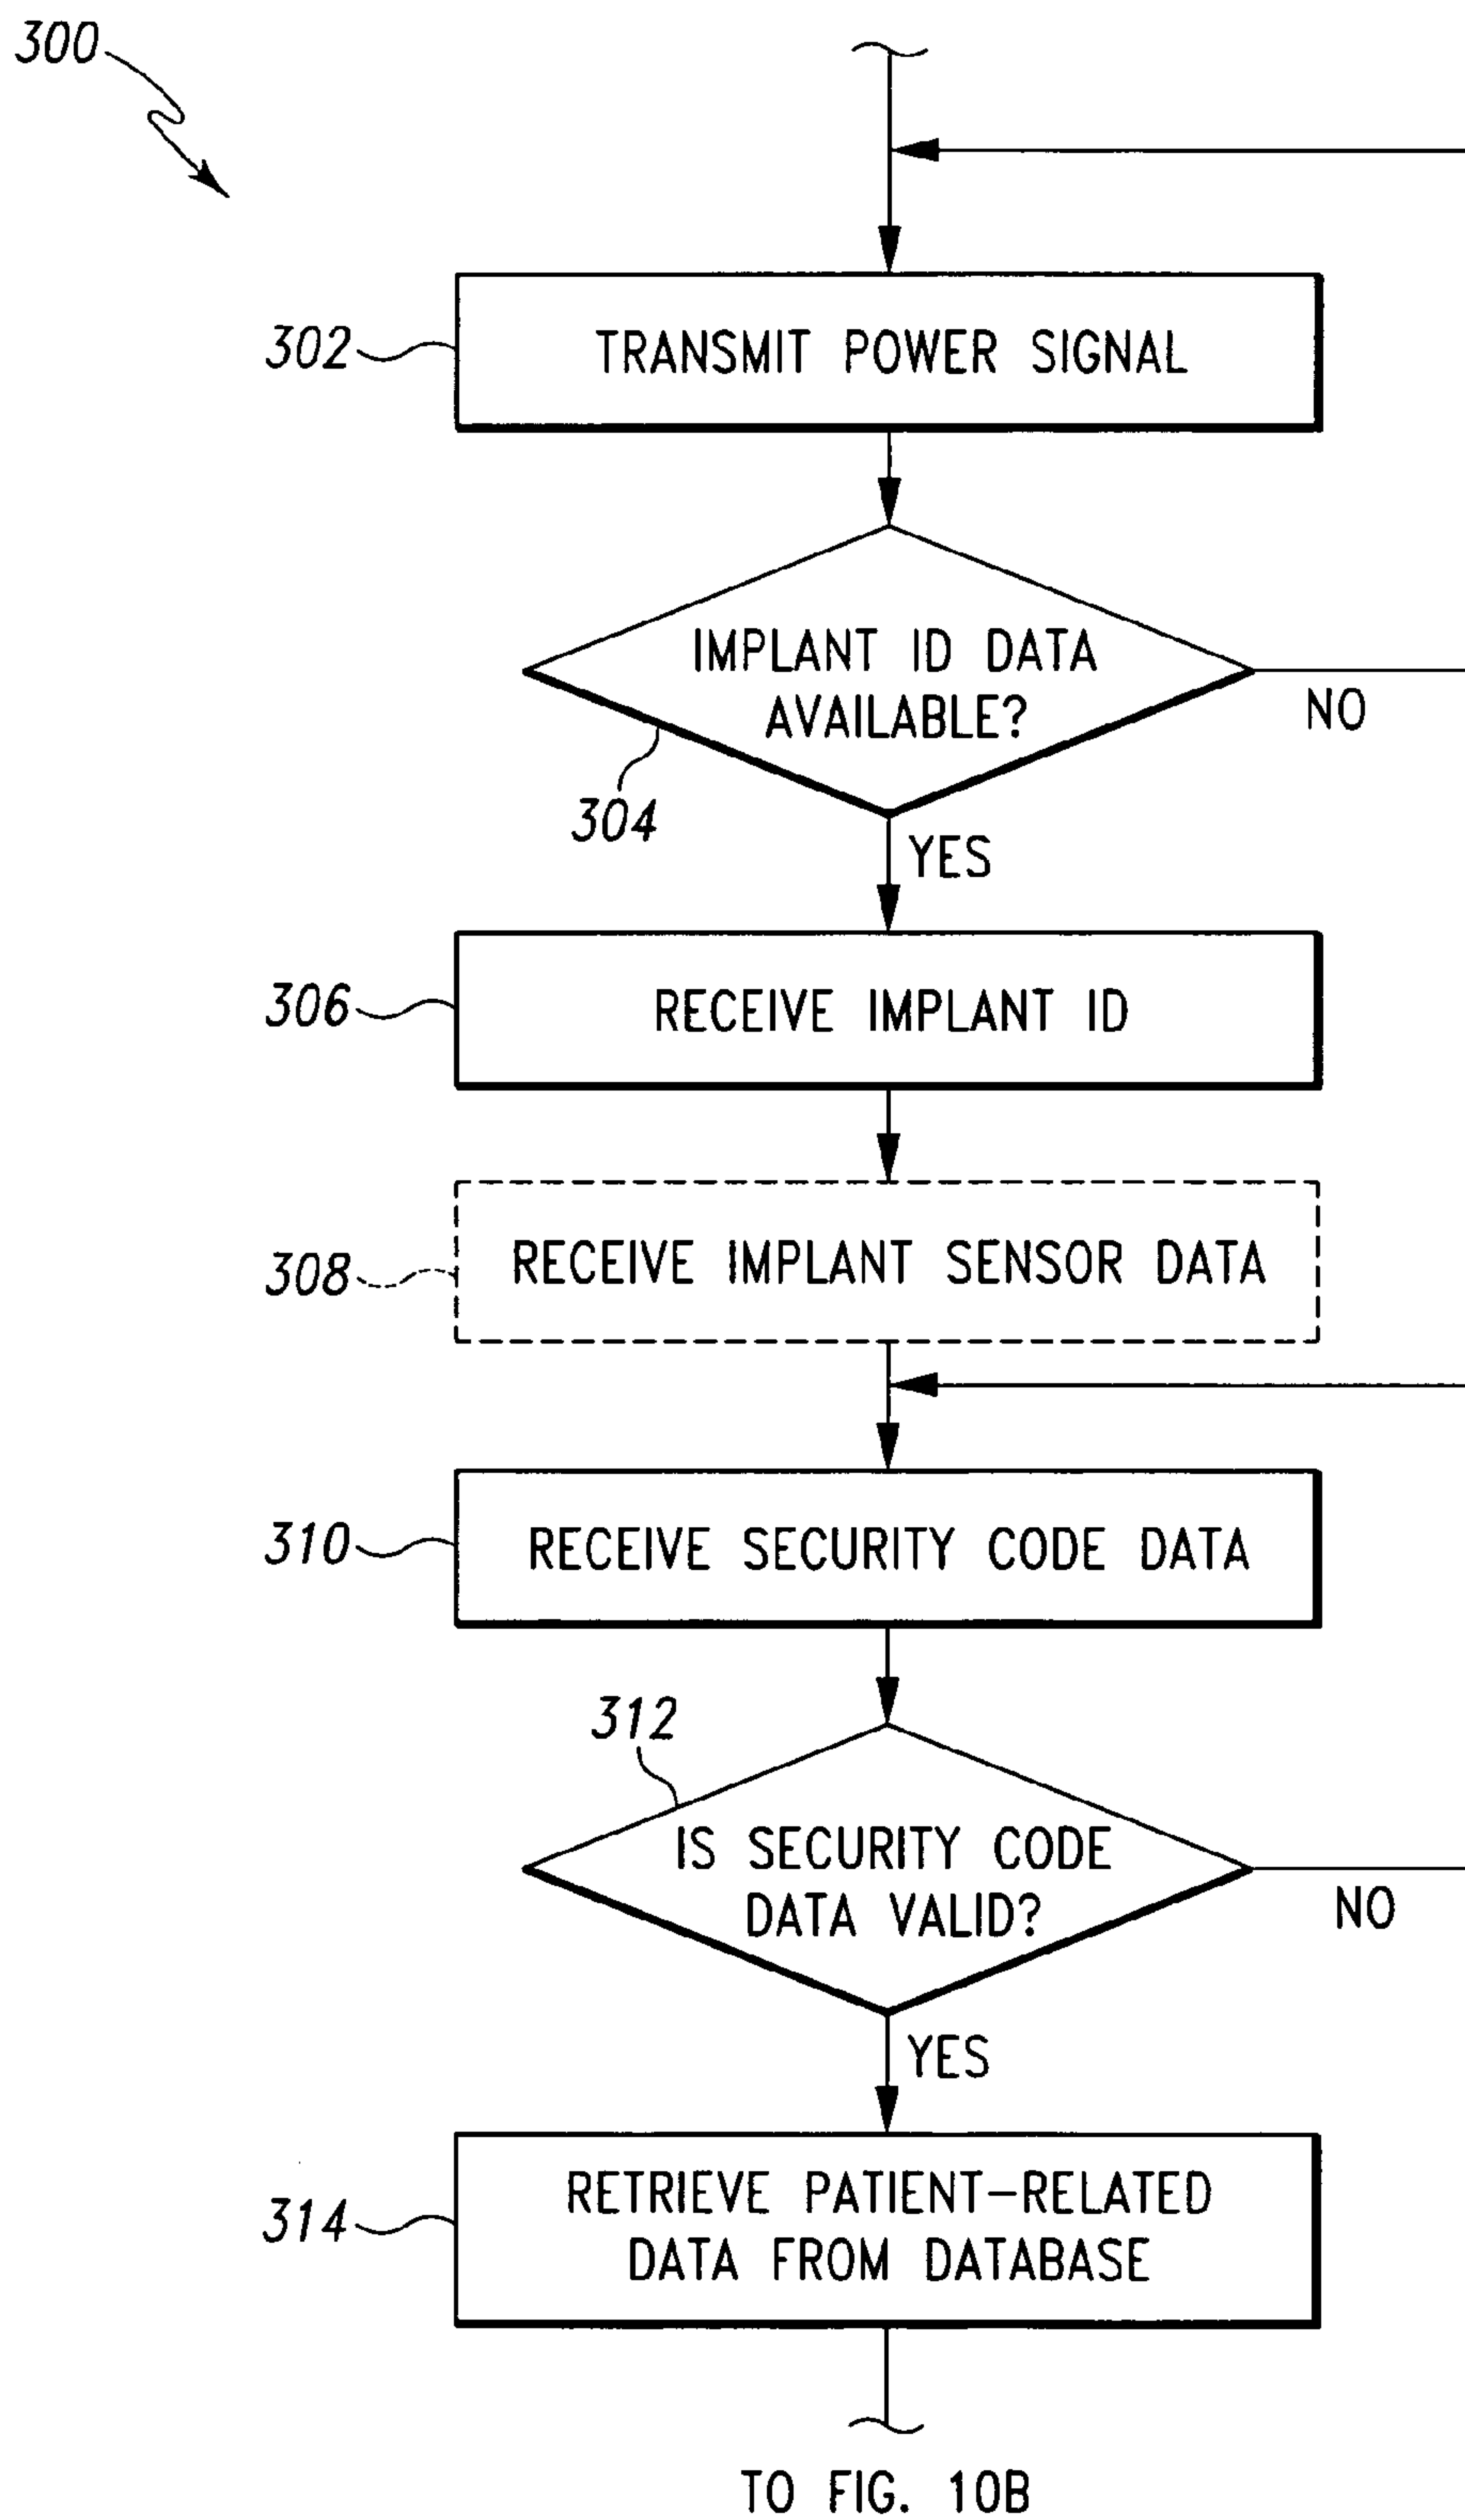 300
302
TRANSMIT POWER SIGNAL
IMPLANT ID DATA
AVAILABLE?
NO
304
YES
306
RECEIVE IMPLANT ID
308
RECEIVE IMPLANT SENSOR DATA
310
RECEIVE SECURITY CODE DATA
312
IS SECURITY CODE
DATA VALID?
NO
YES
314
RETRIEVE PATIENT-RELATED
DATA FROM DATABASE
TO FIG. 10B